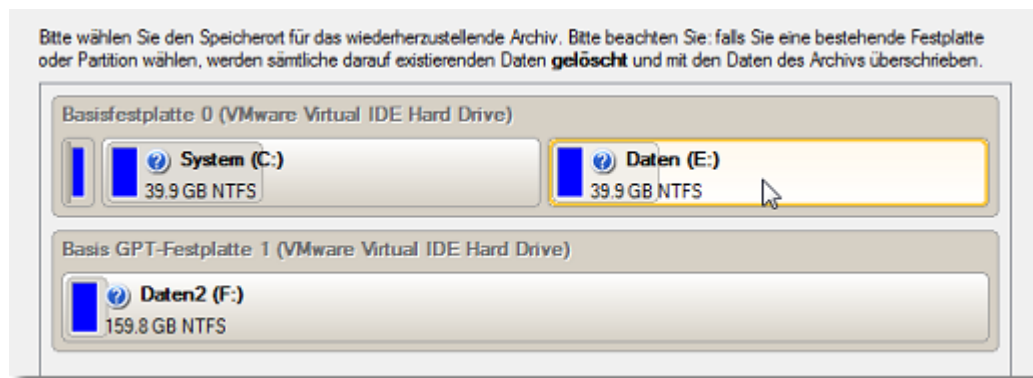 Bitte wählen Sie den Speicherort für das wiederherzustellende Archiv. Bitte beachten Sie: falls Sie eine bestehende Festplatte
oder Partition wählen, werden sämtliche darauf existierenden Daten gelöscht und mit den Daten des Archivs überschrieben.
Basisfestplatte 0 (VMware Virtual IDE Hard Drive)
System (C:)
39.9 GB NTFS
Daten (E:)
39.9 GB NTFS
Basis GPT-Festplatte 1 (VMware Virtual IDE Hard Drive)
Daten2 (F:)
159.8 GB NTFS